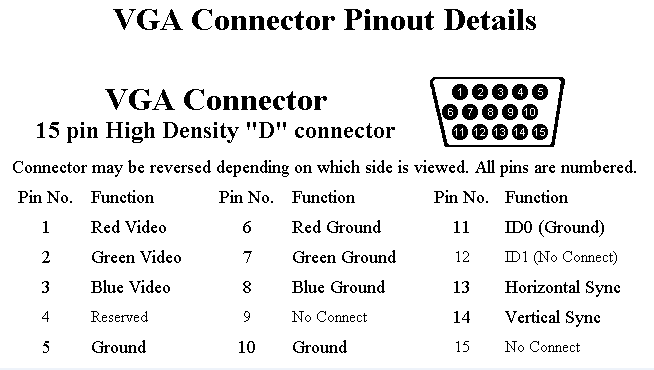 VGA Connector Pinout Details
VGA Connector
15 pin High Density "D" connector
1 2 3 4 5
6 7 8 9 10
11 12 13 14 15
Connector may be reversed depending on which side is viewed. All pins are numbered.
Pin No. Function Pin No. Function Pin No. Function
1 Red Video 6 Red Ground 11 ID0 (Ground)
2 Green Video 7 Green Ground 12 ID1 (No Connect)
3 Blue Video 8 Blue Ground 13 Horizontal Sync
4 Reserved 9 No Connect 14 Vertical Sync
5 Ground 10 Ground 15 No Connect